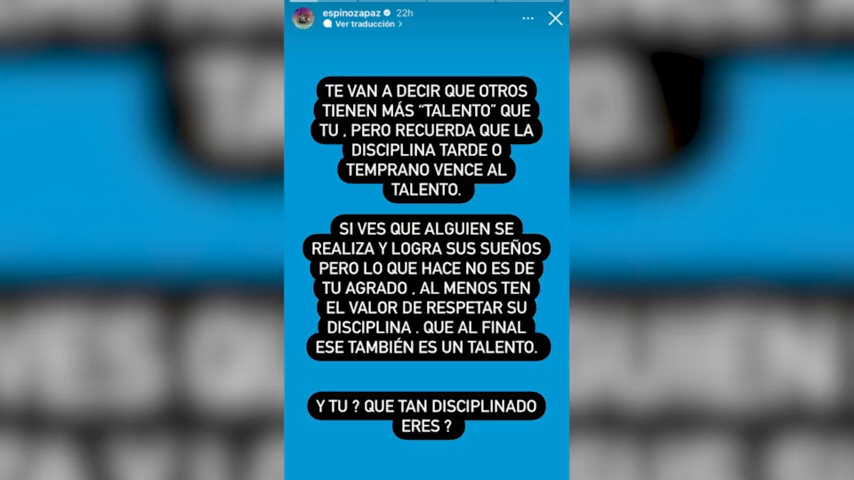 espinozapaz 22h
Ver traducción >
TE VAN A DECIR QUE OTROS
TIENEN MÁS “TALENTO” QUE
TU , PERO RECUERDA QUE LA
DISCIPLINA TARDE O
TEMPRANO VENCE AL
TALENTO.
SI VES QUE ALGUIEN SE
REALIZA Y LOGRA SUS SUEÑOS
PERO LO QUE HACE NO ES DE
TU AGRADO , AL MENOS TEN
EL VALOR DE RESPETAR SU
DISCIPLINA . QUE AL FINAL
ESE TAMBIÉN ES UN TALENTO.
Y TU ? QUE TAN DISCIPLINADO
ERES ?